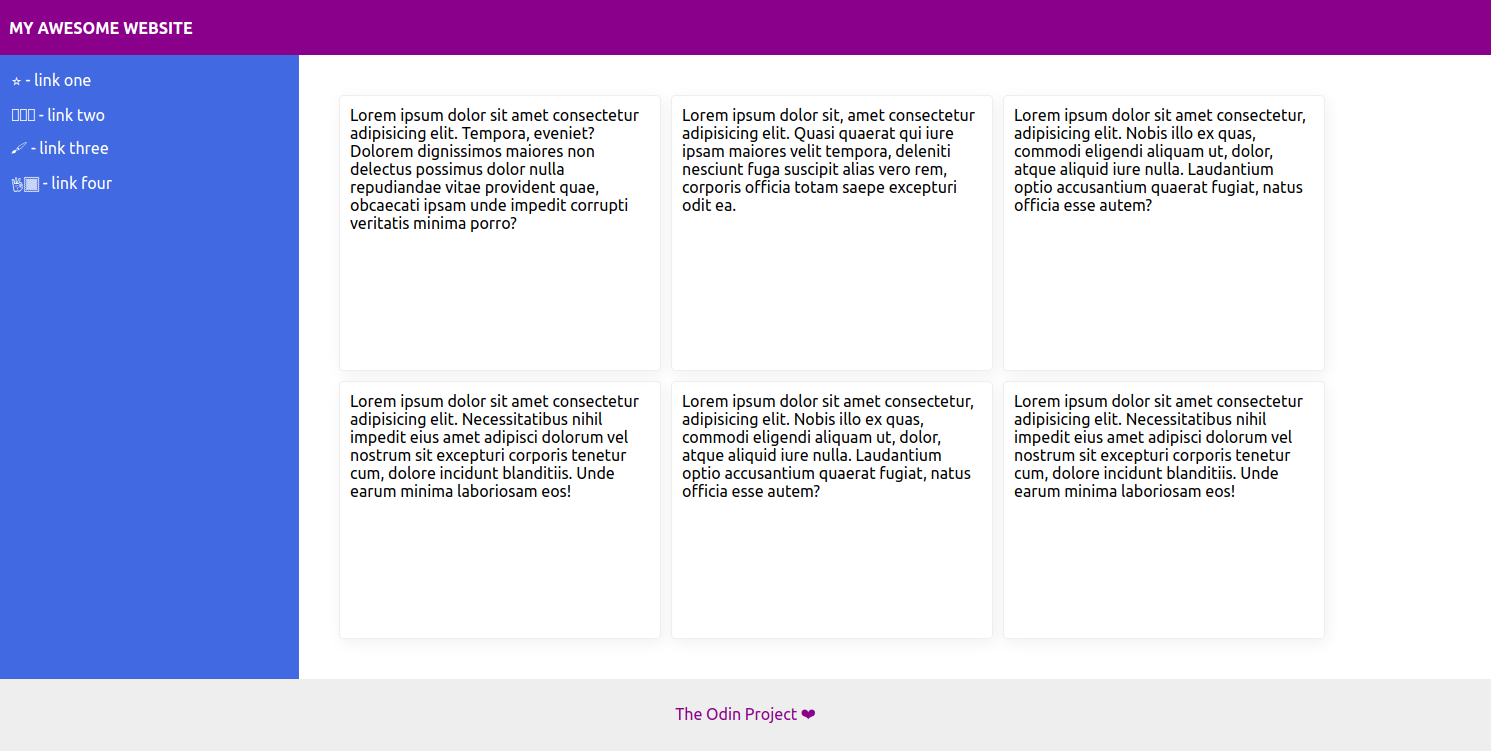 MY AWESOME WEBSITE
⭐ - link one
- link two
🖌 - link three
- link four
Lorem ipsum dolor sit amet consectetur
adipisicing elit. Tempora, eveniet?
Dolorem dignissimos maiores non
delectus possimus dolor nulla
repudiandae vitae provident quae,
obcaecati ipsam unde impedit corrupti
veritatis minima porro?
Lorem ipsum dolor sit, amet consectetur
adipisicing elit. Quasi quaerat qui iure
ipsam maiores velit tempora, deleniti
nesciunt fuga suscipit alias vero rem,
corporis officia totam saepe excepturi
odit ea.
Lorem ipsum dolor sit amet consectetur,
adipisicing elit. Nobis illo ex quas,
commodi eligendi aliquam ut, dolor,
atque aliquid iure nulla. Laudantium
optio accusantium quaerat fugiat, natus
officia esse autem?
Lorem ipsum dolor sit amet consectetur
adipisicing elit. Necessitatibus nihil
impedit eius amet adipisci dolorum vel
nostrum sit excepturi corporis tenetur
cum, dolore incidunt blanditiis. Unde
earum minima laboriosam eos!
Lorem ipsum dolor sit amet consectetur,
adipisicing elit. Nobis illo ex quas,
commodi eligendi aliquam ut, dolor,
atque aliquid iure nulla. Laudantium
optio accusantium quaerat fugiat, natus
officia esse autem?
Lorem ipsum dolor sit amet consectetur
adipisicing elit. Necessitatibus nihil
impedit eius amet adipisci dolorum vel
nostrum sit excepturi corporis tenetur
cum, dolore incidunt blanditiis. Unde
earum minima laboriosam eos!
The Odin Project ❤